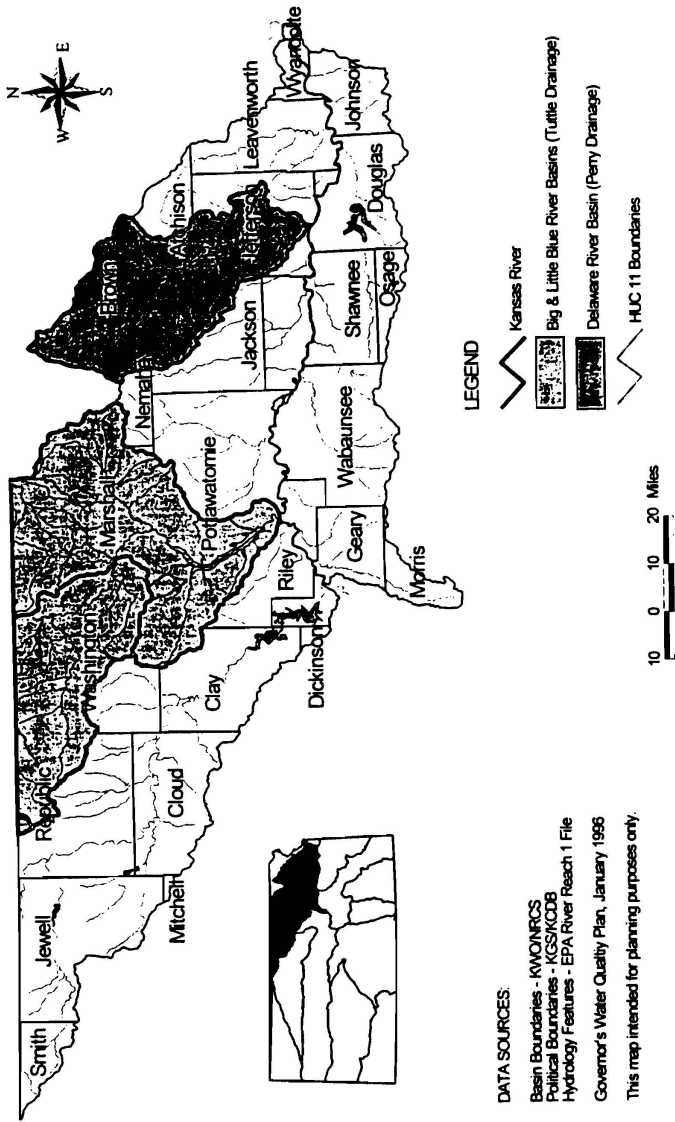 N
W
E
S
Smith
Jewell
Republic
Washington
Marshall
Nemaha
Brown
Atchison
Mitchell
Cloud
Clay
Riley
Pottawatomie
Jackson
Jefferson
Leavenworth
Wyandotte
Dickinson
Geary
Wabaunsee
Shawnee
Douglas
Johnson
Morris
Osage
LEGEND
Kansas River
Big & Little Blue River Basins (Tuttle Drainage)
Delaware River Basin (Perry Drainage)
HUC 11 Boundaries
10 0 10 20 Miles
DATA SOURCES:
Basin Boundaries - KWO/NRCS
Political Boundaries - KGS/KCDB
Hydrology Features - EPA River Reach 1 File
Governor's Water Quality Plan, January 1996
This map intended for planning purposes only.